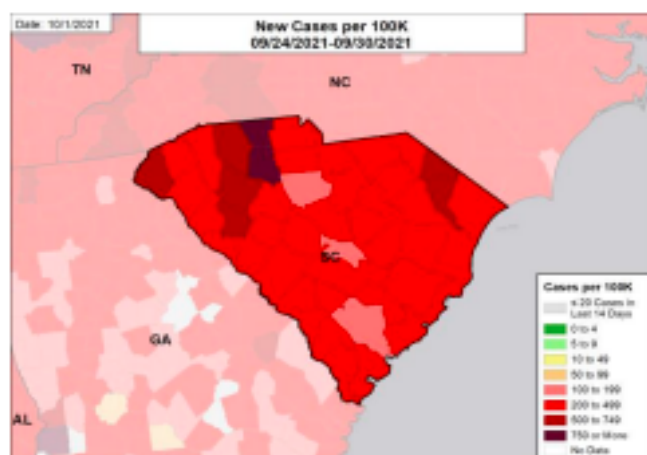 Date: 10/1/2021
New Cases per 100K
09/24/2021-09/30/2021
TN
NC
SC
GA
AL
Cases per 100K
≤ 20 Cases in
Last 14 Days
0 to 4
5 to 9
10 to 49
50 to 99
100 to 199
200 to 499
500 to 749
750 or More
No Data